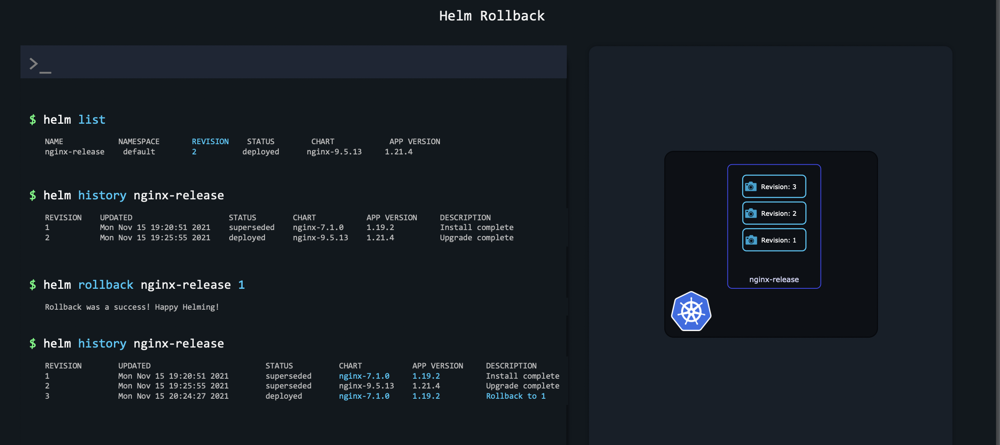 Helm Rollback
>_
$ helm list
NAME NAMESPACE REVISION STATUS CHART APP VERSION
nginx-release default 2 deployed nginx-9.5.13 1.21.4
$ helm history nginx-release
REVISION UPDATED STATUS CHART APP VERSION DESCRIPTION
1 Mon Nov 15 19:20:51 2021 superseded nginx-7.1.0 1.19.2 Install complete
2 Mon Nov 15 19:25:55 2021 deployed nginx-9.5.13 1.21.4 Upgrade complete
$ helm rollback nginx-release 1
Rollback was a success! Happy Helming!
$ helm history nginx-release
REVISION UPDATED STATUS CHART APP VERSION DESCRIPTION
1 Mon Nov 15 19:20:51 2021 superseded nginx-7.1.0 1.19.2 Install complete
2 Mon Nov 15 19:25:55 2021 superseded nginx-9.5.13 1.21.4 Upgrade complete
3 Mon Nov 15 20:24:27 2021 deployed nginx-7.1.0 1.19.2 Rollback to 1
Revision: 3
Revision: 2
Revision: 1
nginx-release